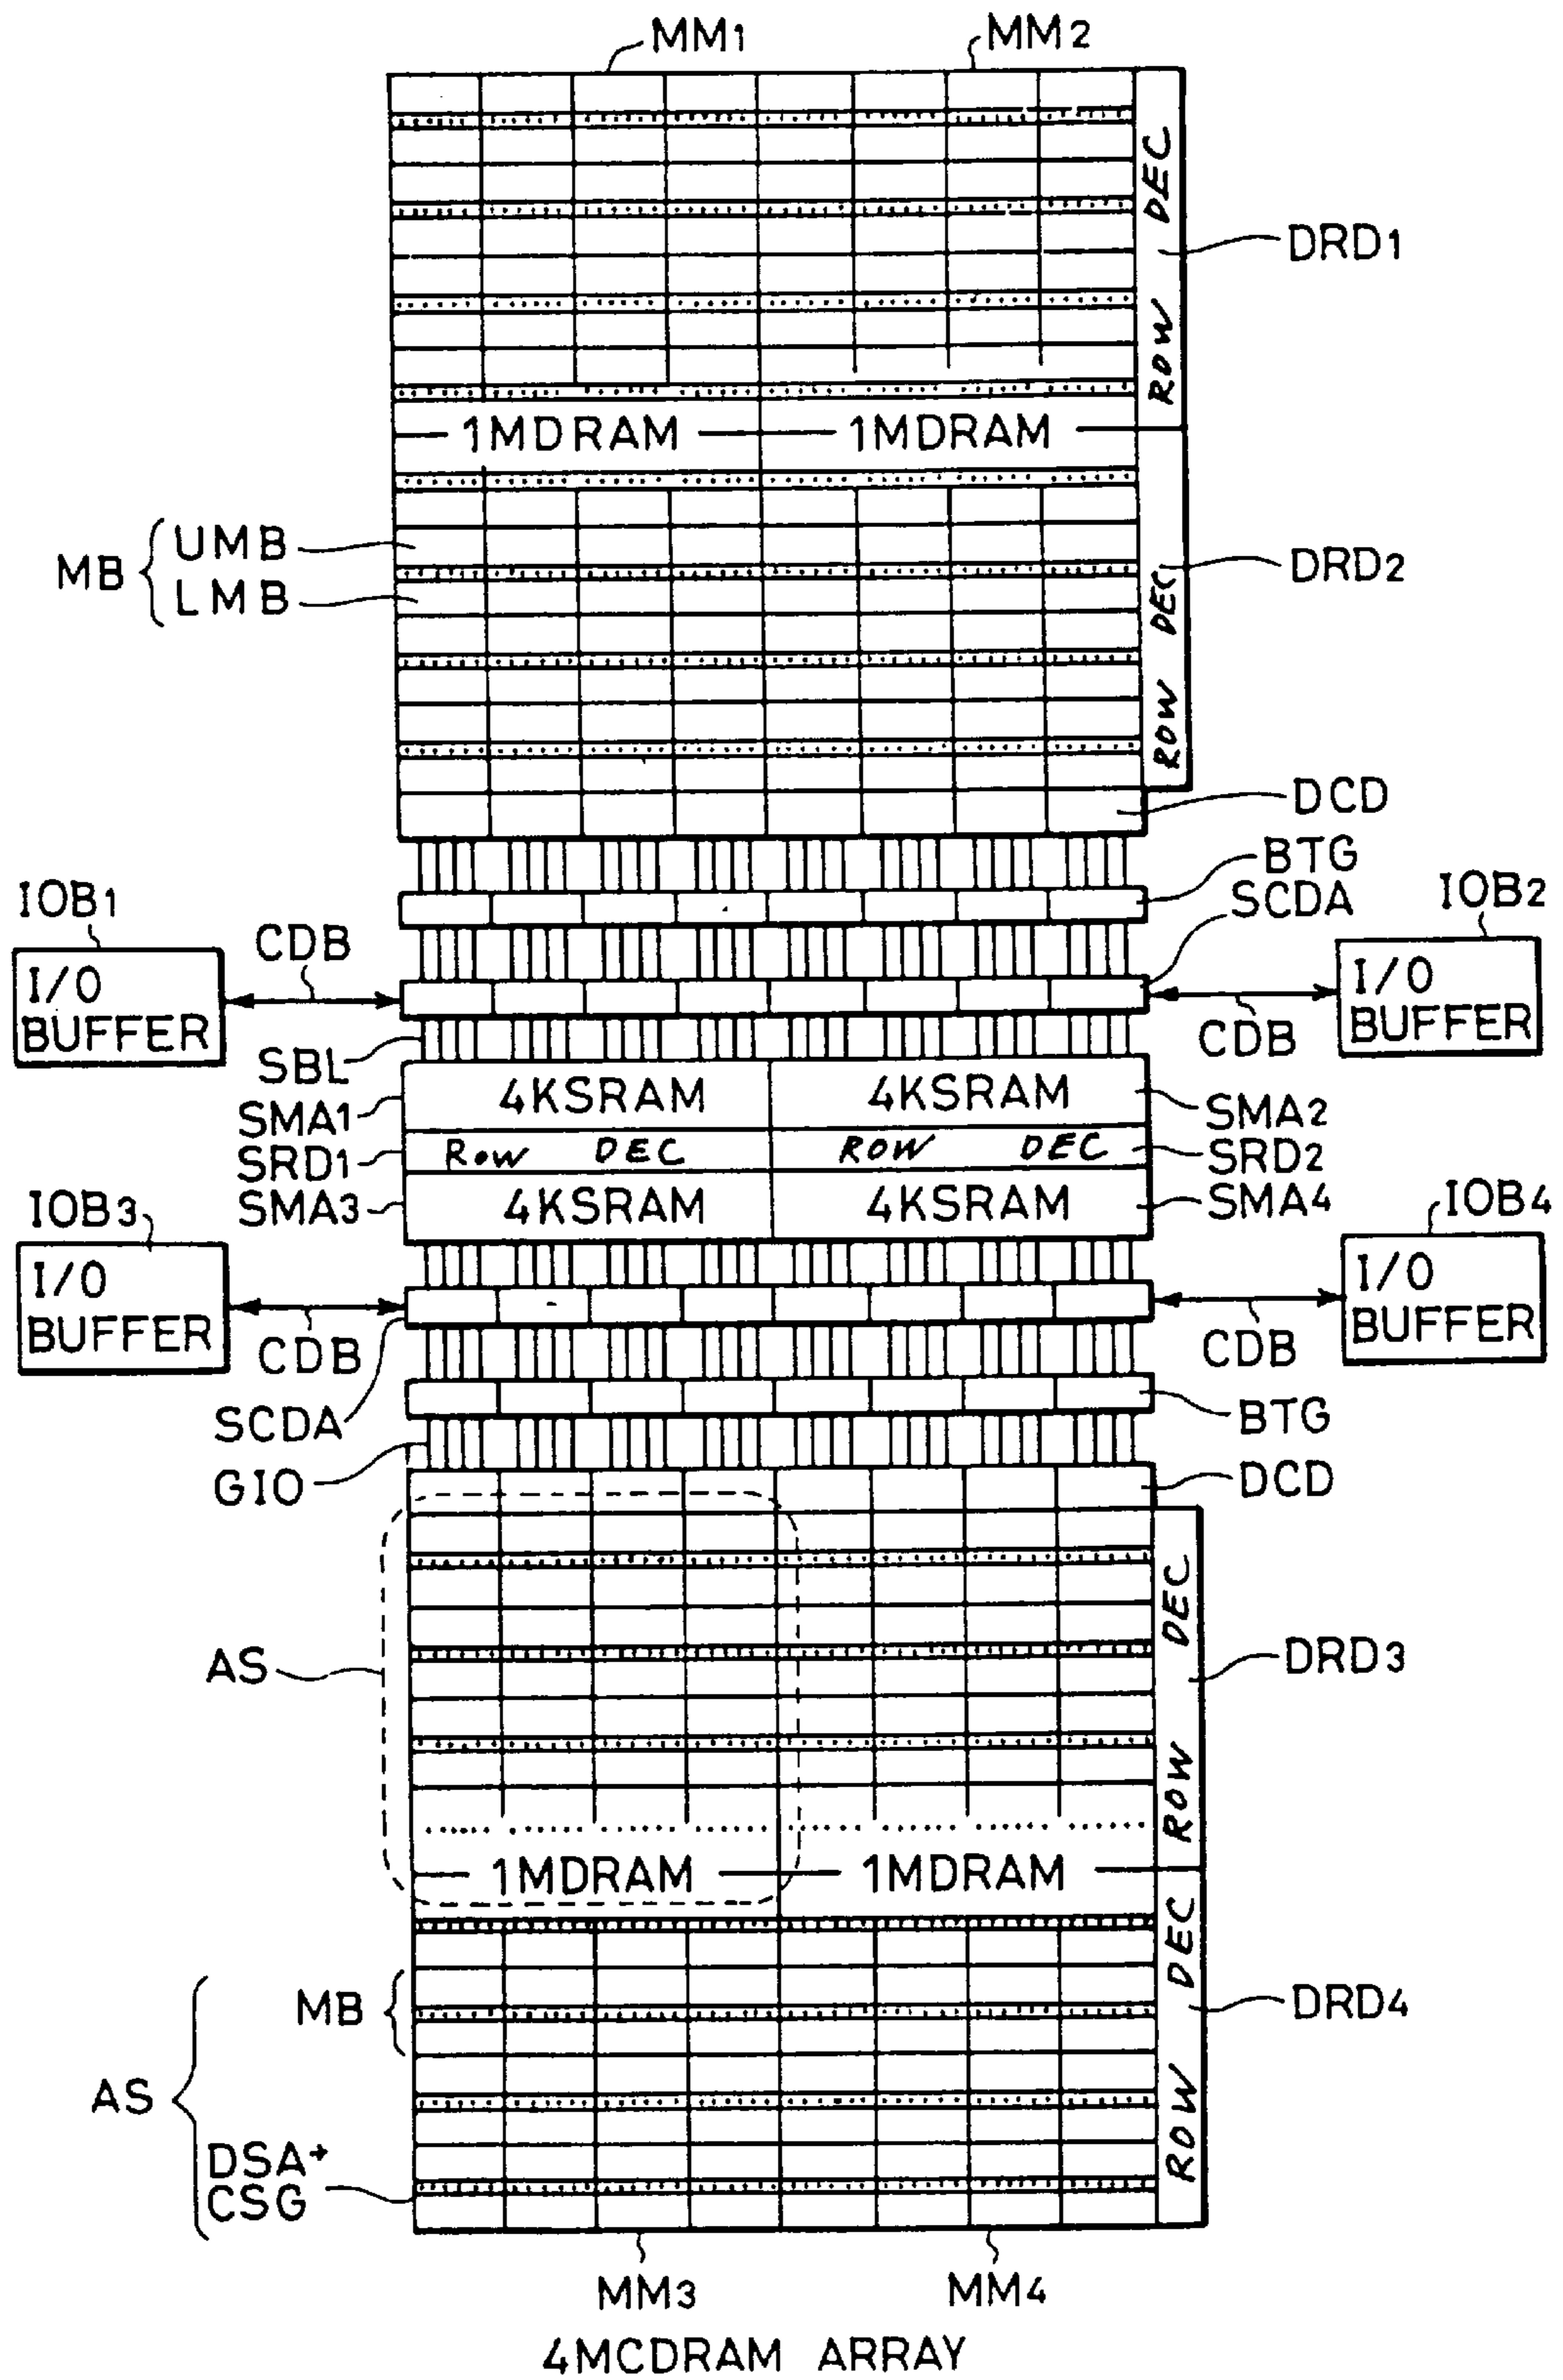 MM1 MM2
ROW DEC
DRD1
1MDRAM 1MDRAM
MB UMB
LMB
DRD2
ROW DEC
DCD
BTG
SCDA
IOB1
CDB
IOB2
I/O
BUFFER
I/O
BUFFER
CDB
SBL
SMA1 4KSRAM 4KSRAM SMA2
SRD1 ROW DEC ROW DEC SRD2
SMA3 4KSRAM 4KSRAM SMA4
IOB3
IOB4
I/O
BUFFER
I/O
BUFFER
CDB
CDB
SCDA
BTG
GIO
DCD
ROW DEC
AS
DRD3
1MDRAM 1MDRAM
ROW DEC
MB
DRD4
AS
DSA+
CSG
MM3 MM4
4MCDRAM ARRAY